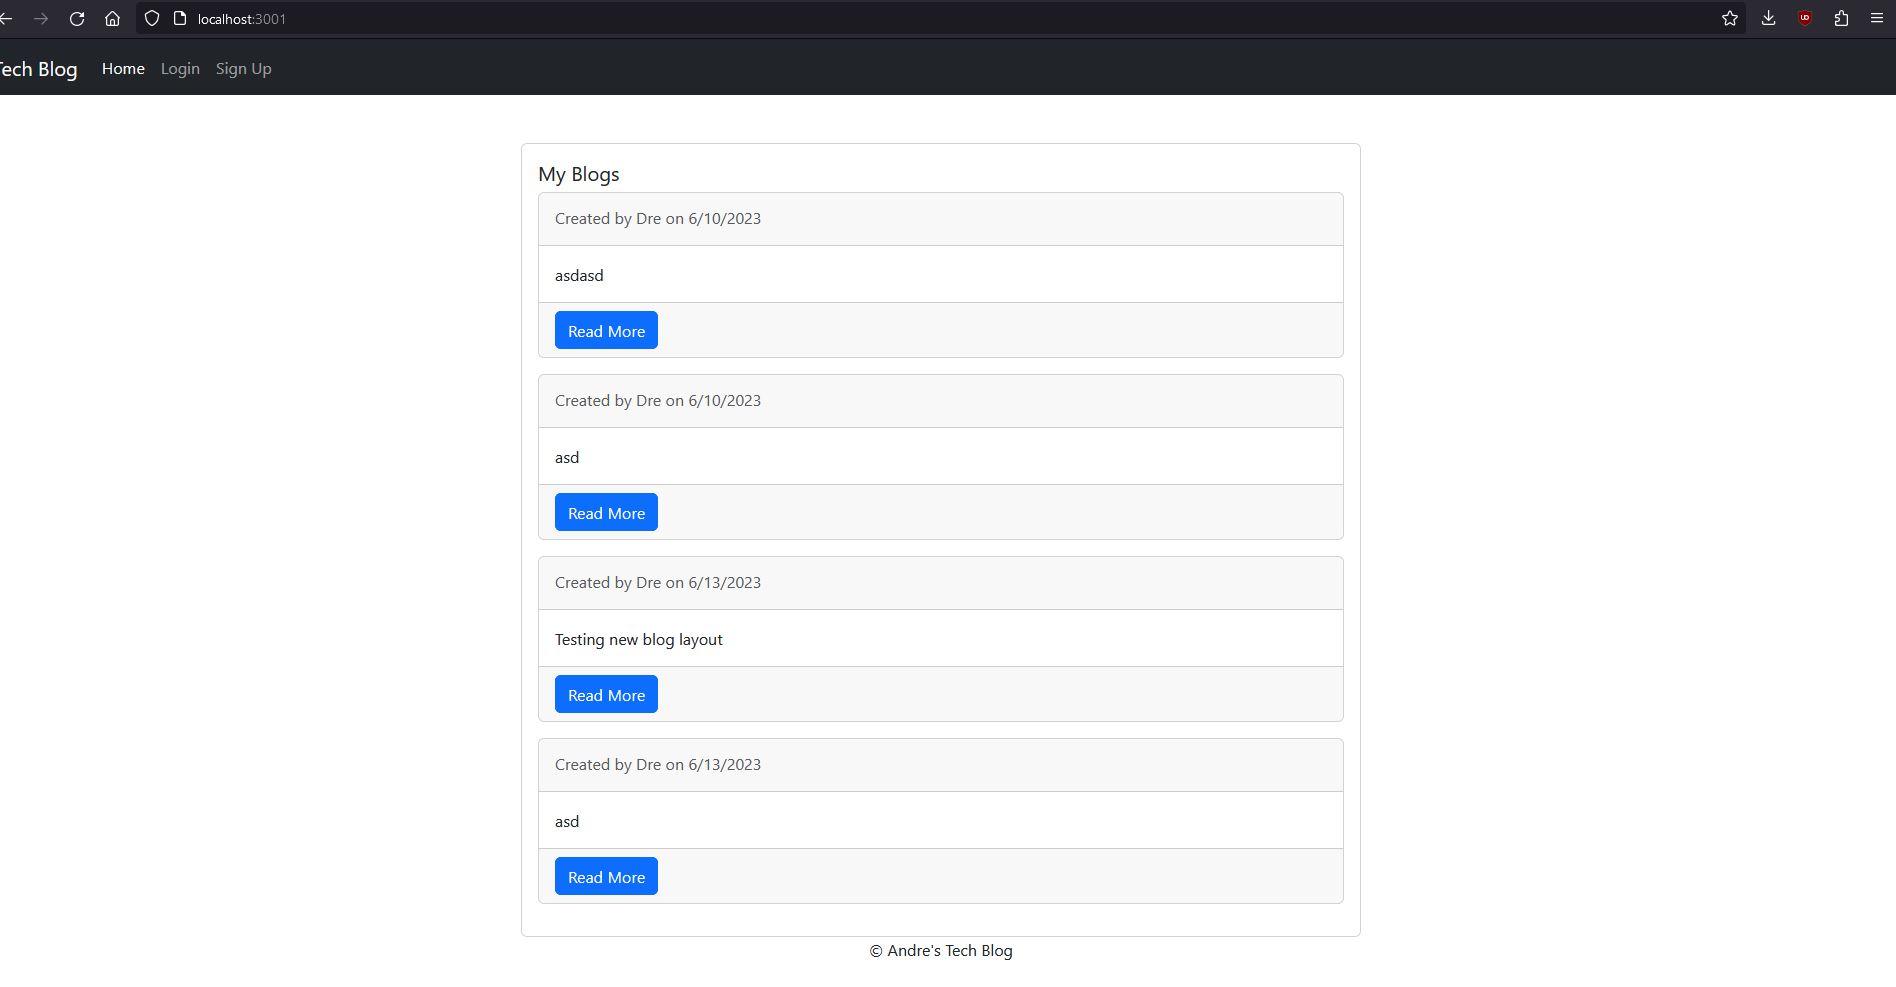 localhost:3001
Tech Blog Home Login Sign Up
My Blogs
Created by Dre on 6/10/2023
asdasd
Read More
Created by Dre on 6/10/2023
asd
Read More
Created by Dre on 6/13/2023
Testing new blog layout
Read More
Created by Dre on 6/13/2023
asd
Read More
© Andre's Tech Blog